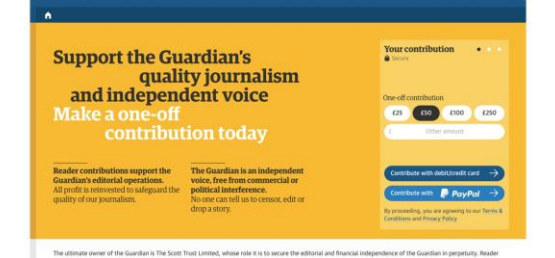 Support the Guardian's
quality journalism
and independent voice
Make a one-off
contribution today
Reader contributions support the
Guardian's editorial operations.
All profit is reinvested to safeguard the
quality of our journalism.
The Guardian is an independent
voice, free from commercial or
political interference.
No one can tell us to censor, edit or
drop a story.
Your contribution
Secure
One-off contribution
£25 £50 £100 £250
£ Other amount
Contribute with debit/credit card →
Contribute with PayPal →
By proceeding, you are agreeing to our Terms &
Conditions and Privacy Policy
The ultimate owner of the Guardian is The Scott Trust Limited, whose role it is to secure the editorial and financial independence of the Guardian in perpetuity. Reader